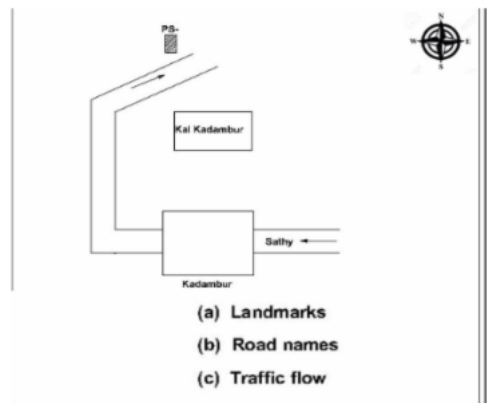 PS-
N
W E
S
Kal Kadambur
Sathy
Kadambur
(a) Landmarks
(b) Road names
(c) Traffic flow